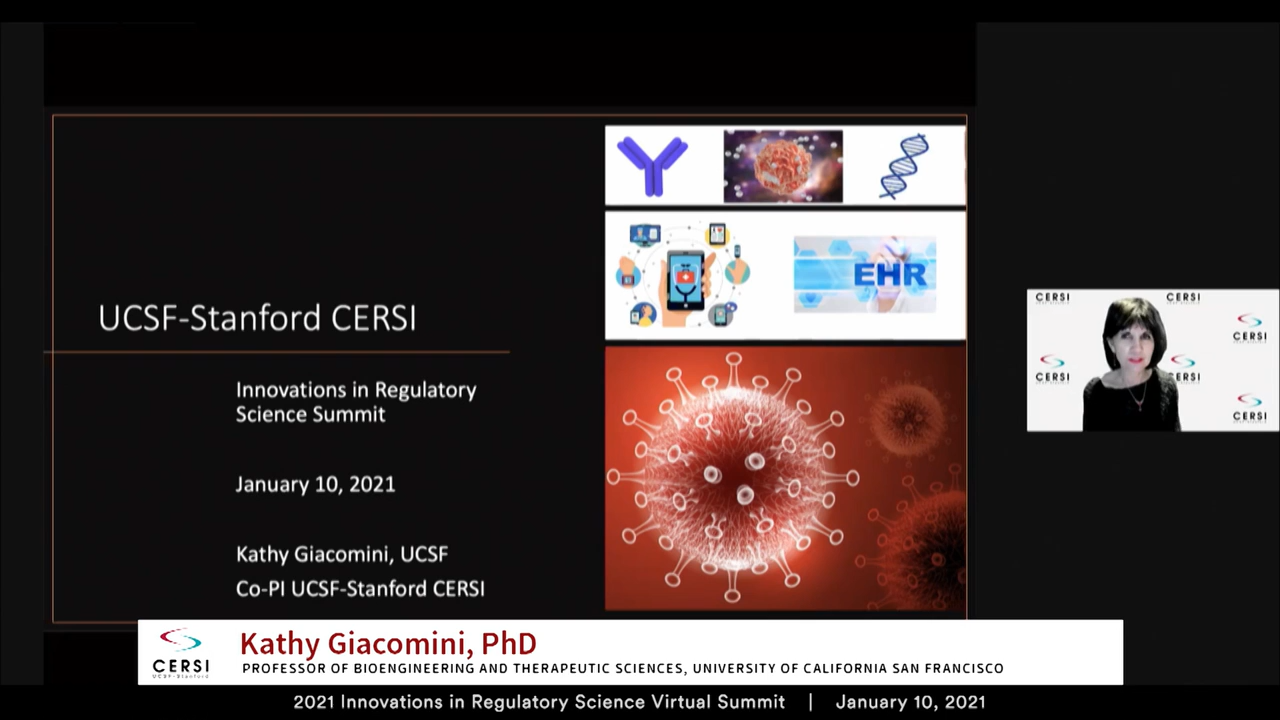 UCSF-Stanford CERSI
Innovations in Regulatory
Science Summit
January 10, 2021
Kathy Giacomini, UCSF
Co-PI UCSF-Stanford CERSI
EHR
CERSI
CERSI
CERSI
CERSI
CERSI
CERSI
CERSI
UCSF-Stanford
Kathy Giacomini, PhD
PROFESSOR OF BIOENGINEERING AND THERAPEUTIC SCIENCES, UNIVERSITY OF CALIFORNIA SAN FRANCISCO
2021 Innovations in Regulatory Science Virtual Summit | January 10, 2021